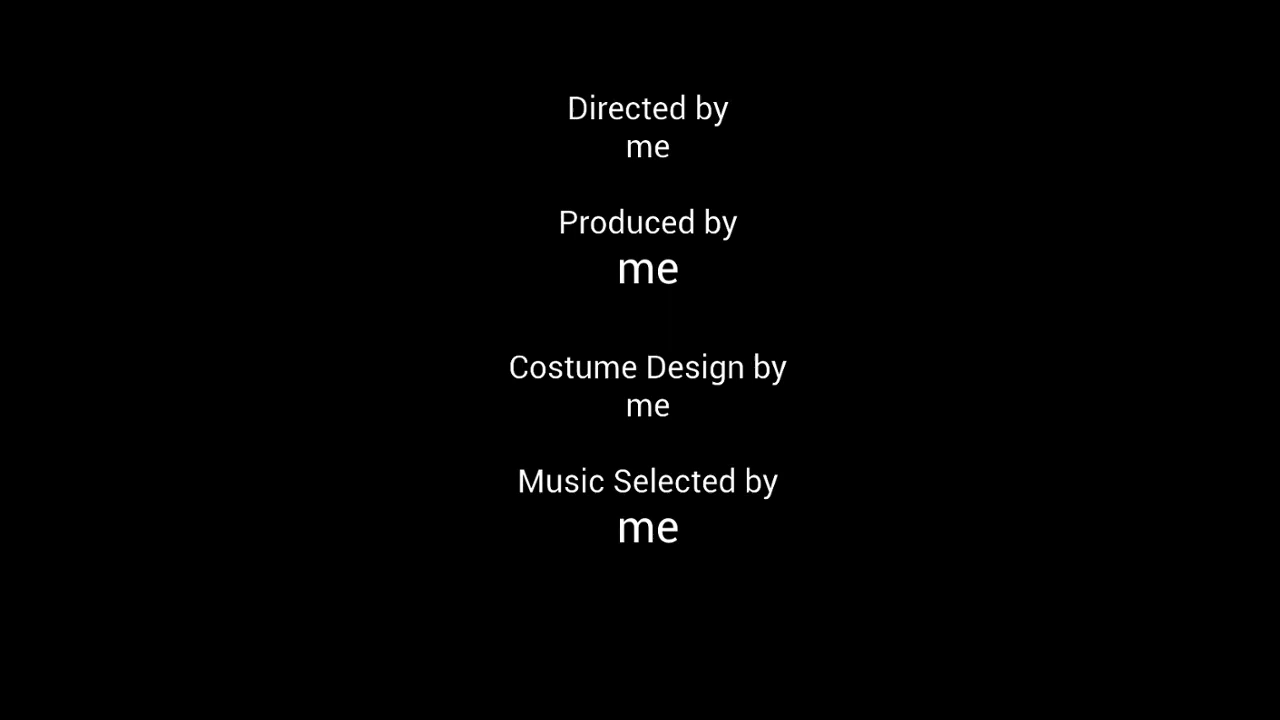 Directed by
me
Produced by
me
Costume Design by
me
Music Selected by
me